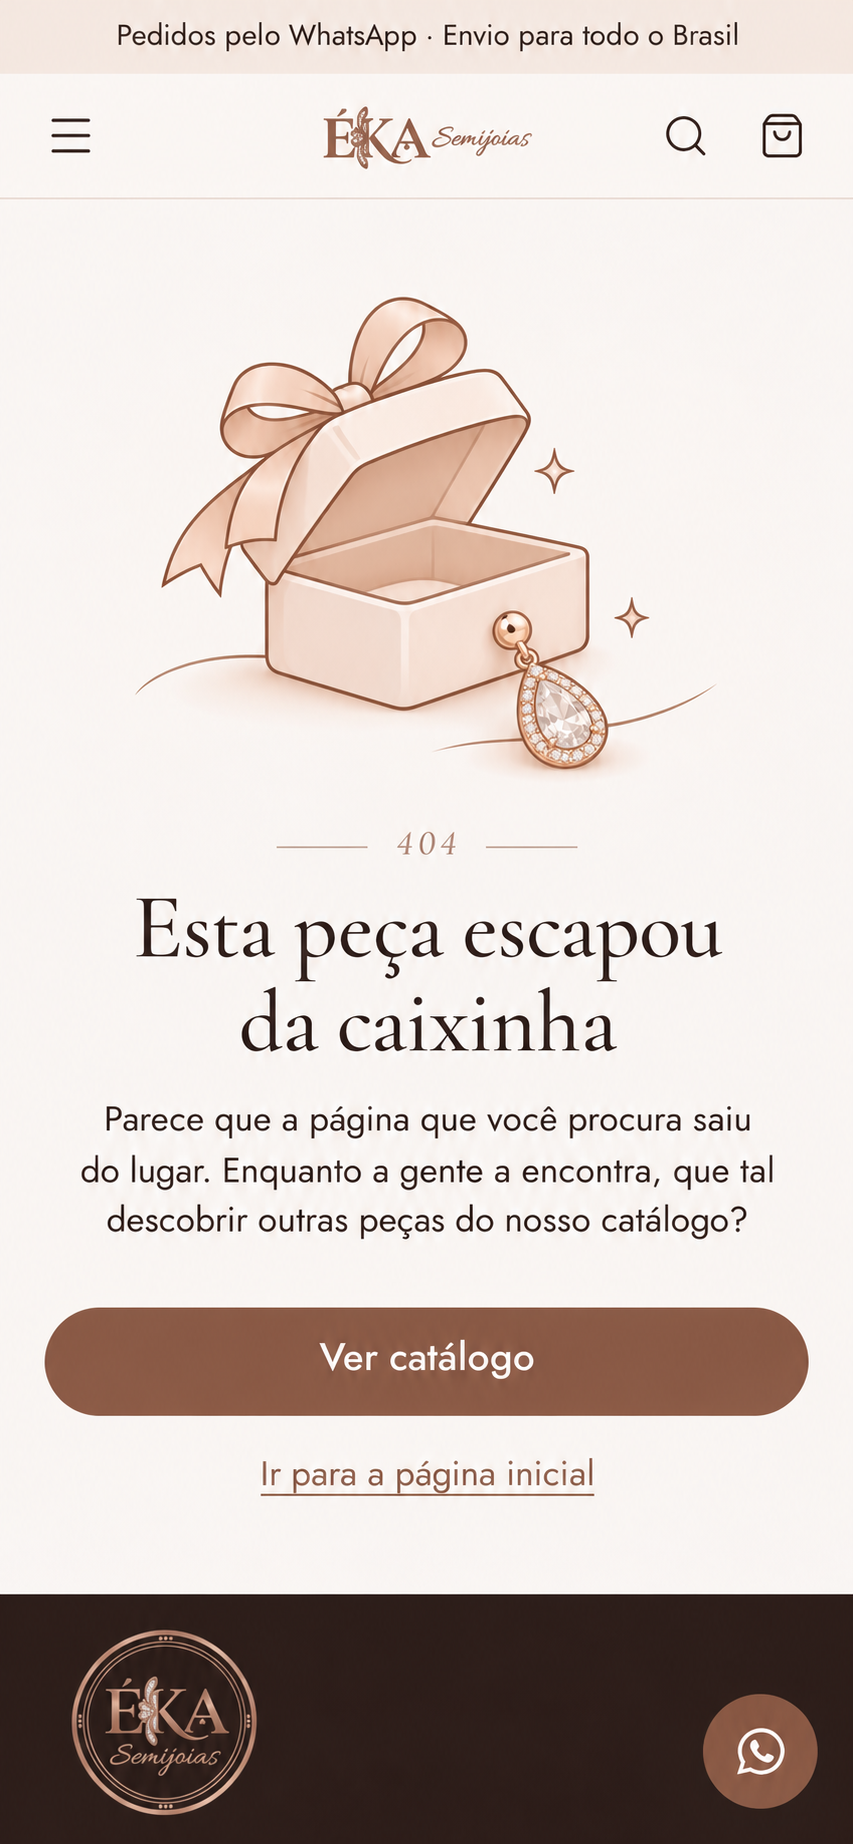 Pedidos pelo WhatsApp · Envio para todo o Brasil
ÉKA Semijoias
404
Esta peça escapou
da caixinha
Parece que a página que você procura saiu
do lugar. Enquanto a gente a encontra, que tal
descobrir outras peças do nosso catálogo?
Ver catálogo
Ir para a página inicial
ÉKA
Semijoias